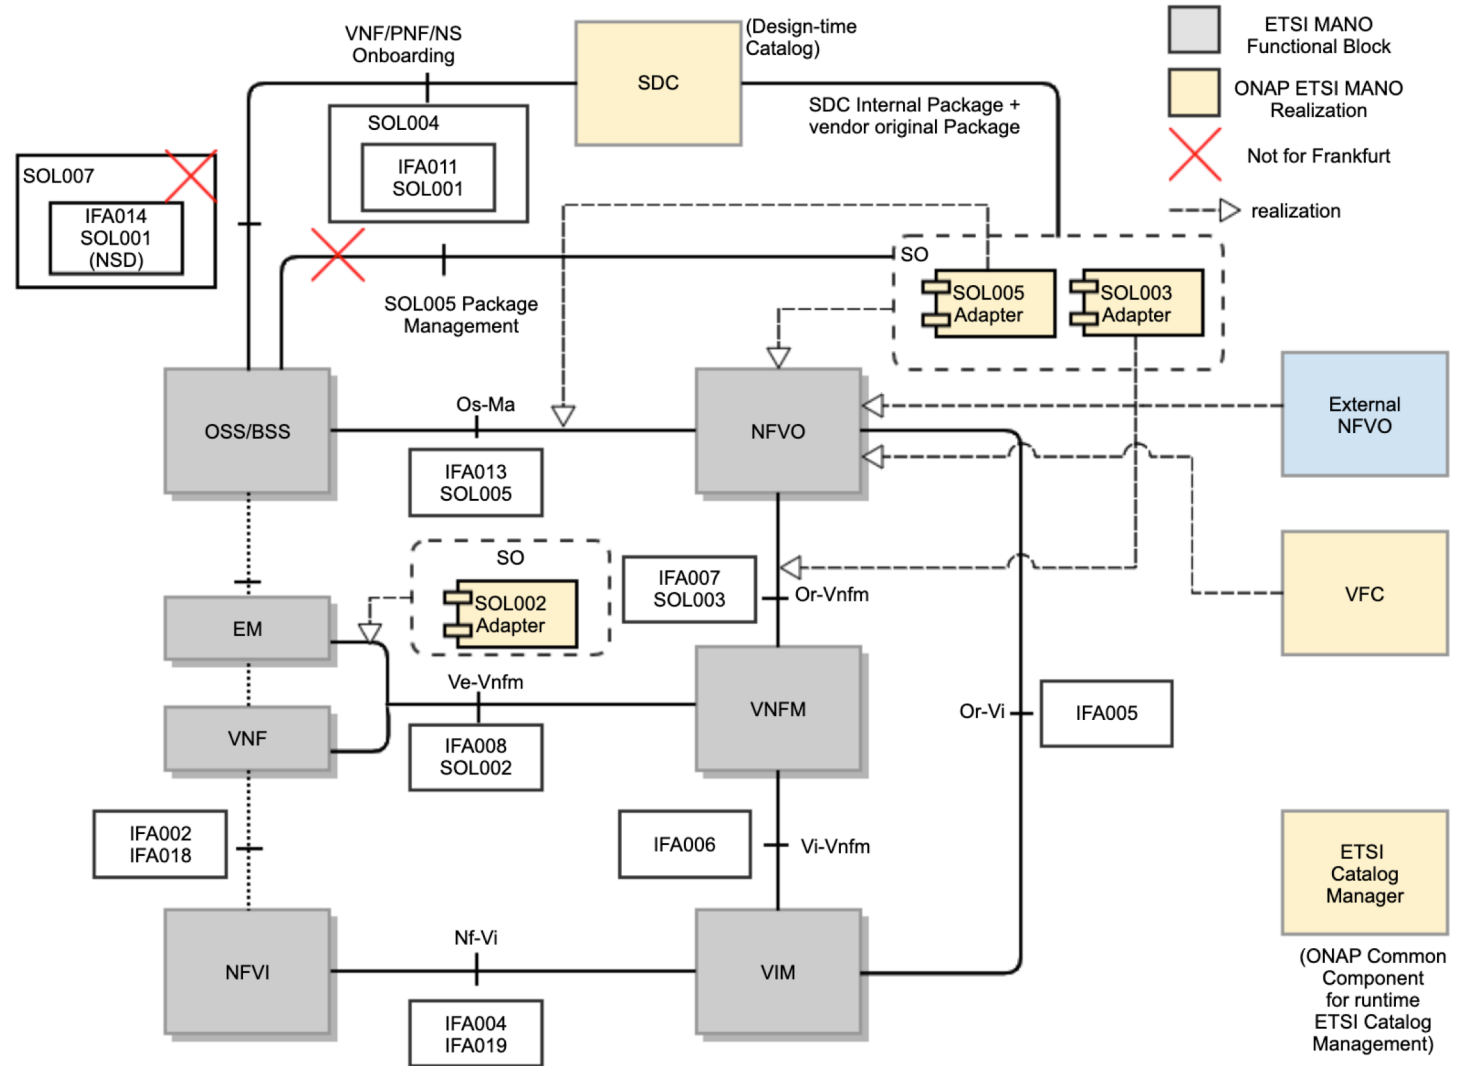 VNF/PNF/NS
Onboarding
SDC
(Design-time
Catalog)
ETSI MANO
Functional Block
ONAP ETSI MANO
Realization
Not for Frankfurt
realization
SDC Internal Package +
vendor original Package
SOL004
IFA011
SOL001
SOL007
IFA014
SOL001
(NSD)
SOL005 Package
Management
SO
SOL005
Adapter
SOL003
Adapter
OSS/BSS
Os-Ma
IFA013
SOL005
NFVO
External
NFVO
SO
SOL002
Adapter
IFA007
SOL003
Or-Vnfm
VFC
EM
VNF
Ve-Vnfm
IFA008
SOL002
VNFM
Or-Vi
IFA005
IFA002
IFA018
IFA006
Vi-Vnfm
ETSI
Catalog
Manager
(ONAP Common
Component
for runtime
ETSI Catalog
Management)
NFVI
Nf-Vi
IFA004
IFA019
VIM